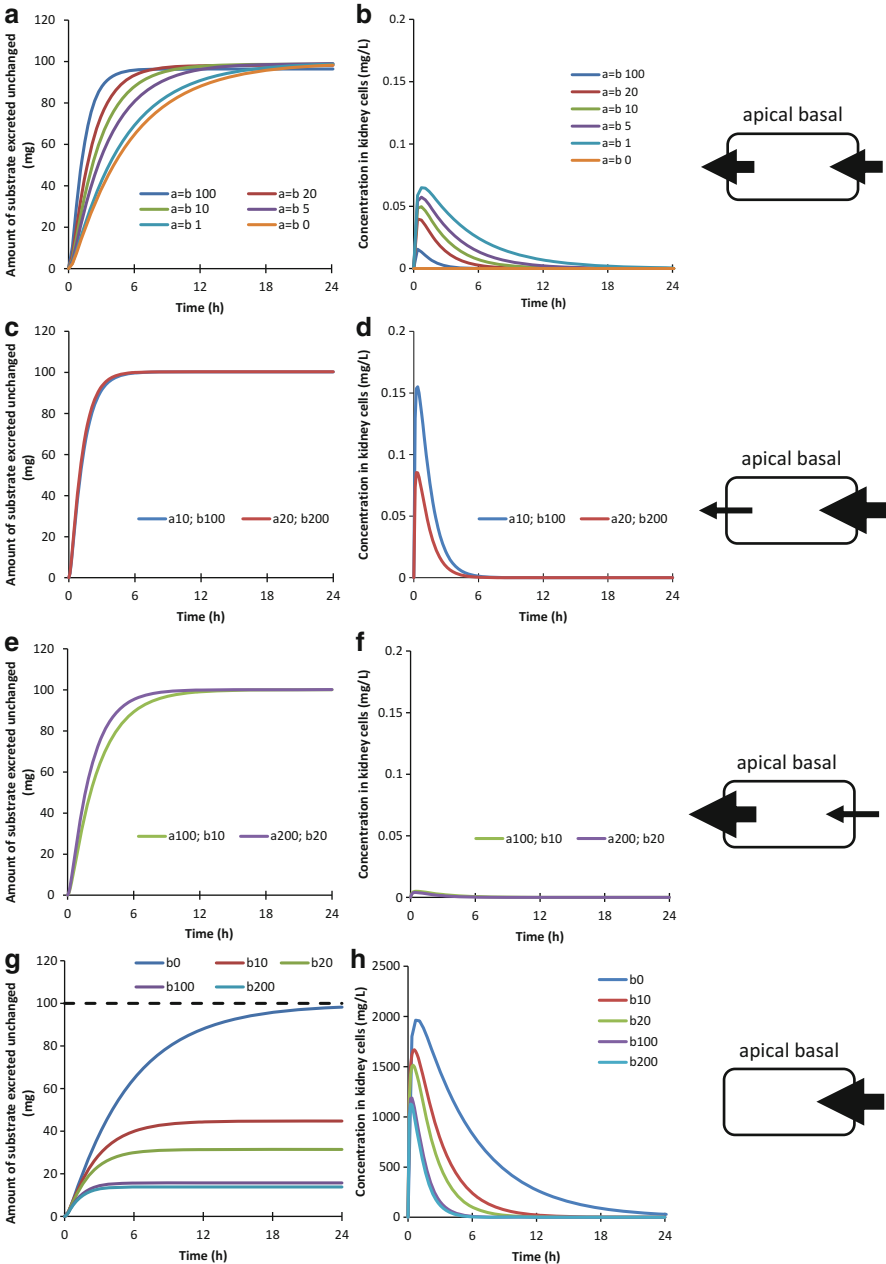 a
Amount of substrate excreted unchanged
(mg)
120
100
80
60
40
20
0
a=b 100 a=b 20
a=b 10 a=b 5
a=b 1 a=b 0
0 6 12 18 24
Time (h)
b
Concentration in kidney cells (mg/L)
0.2
0.15
0.1
0.05
0
a=b 100
a=b 20
a=b 10
a=b 5
a=b 1
a=b 0
0 6 12 18 24
Time (h)
apical basal
c
Amount of substrate excreted unchanged
(mg)
120
100
80
60
40
20
0
a10; b100 a20; b200
0 6 12 18 24
Time (h)
d
Concentration in kidney cells (mg/L)
0.2
0.15
0.1
0.05
0
a10; b100 a20; b200
0 6 12 18 24
Time (h)
apical basal
e
Amount of substrate excreted unchanged
(mg)
120
100
80
60
40
20
0
a100; b10 a200; b20
0 6 12 18 24
Time (h)
f
Concentration in kidney cells (mg/L)
0.2
0.15
0.1
0.05
0
a100; b10 a200; b20
0 6 12 18 24
Time (h)
apical basal
g
Amount of substrate excreted unchanged
(mg)
120
100
80
60
40
20
0
b0 b10 b20
b100 b200
0 6 12 18 24
Time (h)
h
Concentration in kidney cells (mg/L)
2500
2000
1500
1000
500
0
b0
b10
b20
b100
b200
0 6 12 18 24
Time (h)
apical basal